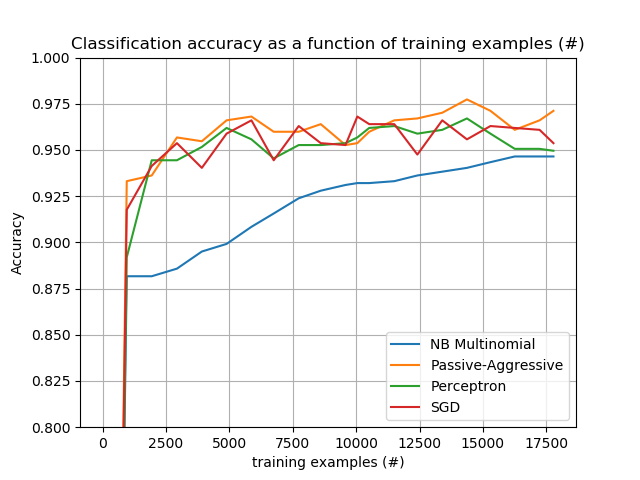 Classification accuracy as a function of training examples (#)
1.000
0.975
0.950
0.925
0.900
0.875
0.850
0.825
0.800
Accuracy
NB Multinomial
Passive-Aggressive
Perceptron
SGD
0 2500 5000 7500 10000 12500 15000 17500
training examples (#)